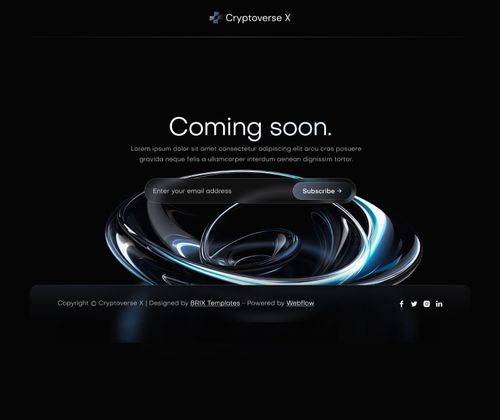 Cryptoverse X
Coming soon.
Lorem ipsum dolor sit amet consectetur adipiscing elit arcu cras posuere
gravida neque felis a ullamcorper interdum aenean dignissim tortor.
Enter your email address
Subscribe →
Copyright © Cryptoverse X | Designed by BRIX Templates - Powered by Webflow